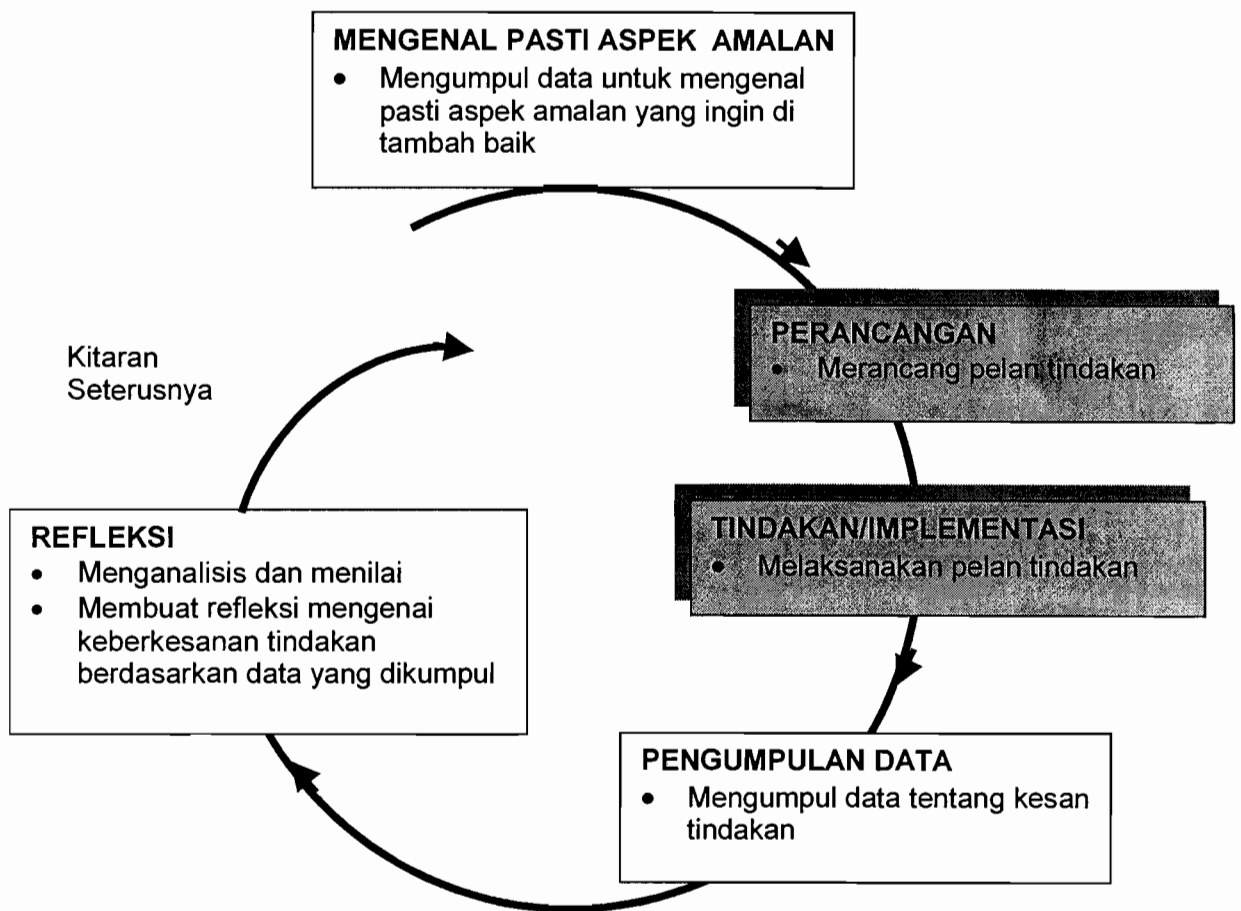 MENGENAL PASTI ASPEK AMALAN
• Mengumpul data untuk mengenal
pasti aspek amalan yang ingin di
tambah baik
PERANCANGAN
• Merancang pelan tindakan
TINDAKAN/IMPLEMENTASI
• Melaksanakan pelan tindakan
PENGUMPULAN DATA
• Mengumpul data tentang kesan
tindakan
REFLEKSI
• Menganalisis dan menilai
• Membuat refleksi mengenai
keberkesanan tindakan
berdasarkan data yang dikumpul
Kitaran
Seterusnya